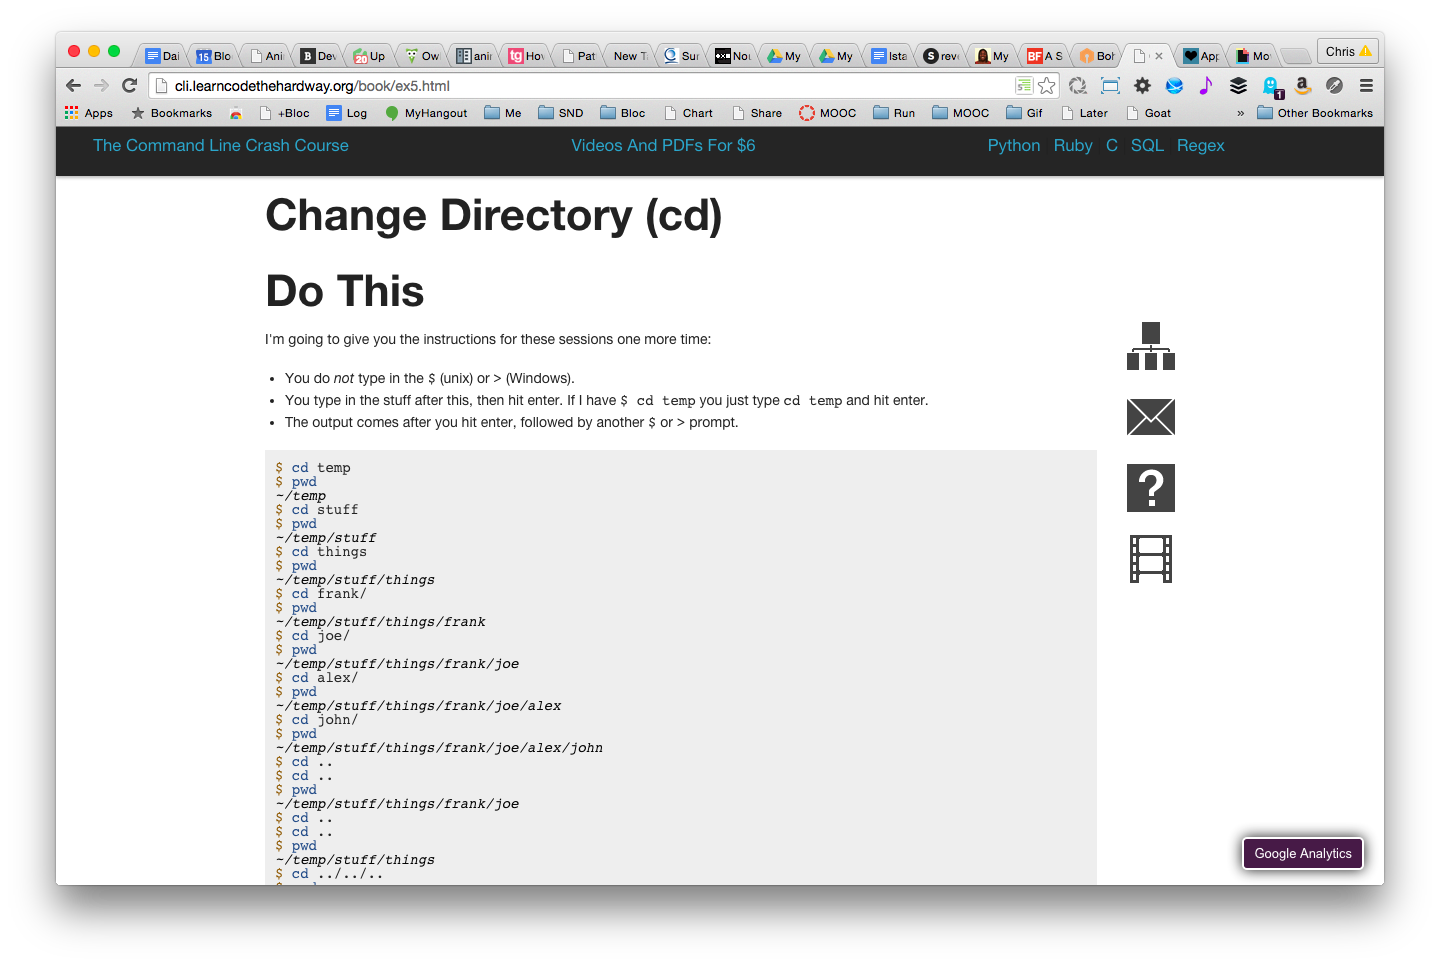 Dai
15 Blo
Ani
B Dev
20 Up
Ow
ani
tg Hov
Pat
New T
Sur
Nou
My
My
Ista
S rev
My
BF A S
Boh
App
Mo
Chris
cli.learncodethehardway.org/book/ex5.html
1
Apps Bookmarks +Bloc Log MyHangout Me SND Bloc Chart Share MOOC Run MOOC Gif Later Goat » Other Bookmarks
The Command Line Crash Course Videos And PDFs For $6 Python Ruby C SQL Regex
Change Directory (cd)
Do This
I'm going to give you the instructions for these sessions one more time:
• You do not type in the $ (unix) or > (Windows).
• You type in the stuff after this, then hit enter. If I have $ cd temp you just type cd temp and hit enter.
• The output comes after you hit enter, followed by another $ or > prompt.
$ cd temp
$ pwd
~/temp
$ cd stuff
$ pwd
~/temp/stuff
$ cd things
$ pwd
~/temp/stuff/things
$ cd frank/
$ pwd
~/temp/stuff/things/frank
$ cd joe/
$ pwd
~/temp/stuff/things/frank/joe
$ cd alex/
$ pwd
~/temp/stuff/things/frank/joe/alex
$ cd john/
$ pwd
~/temp/stuff/things/frank/joe/alex/john
$ cd ..
$ cd ..
$ pwd
~/temp/stuff/things/frank/joe
$ cd ..
$ cd ..
$ pwd
~/temp/stuff/things
$ cd ../../..
?
Google Analytics